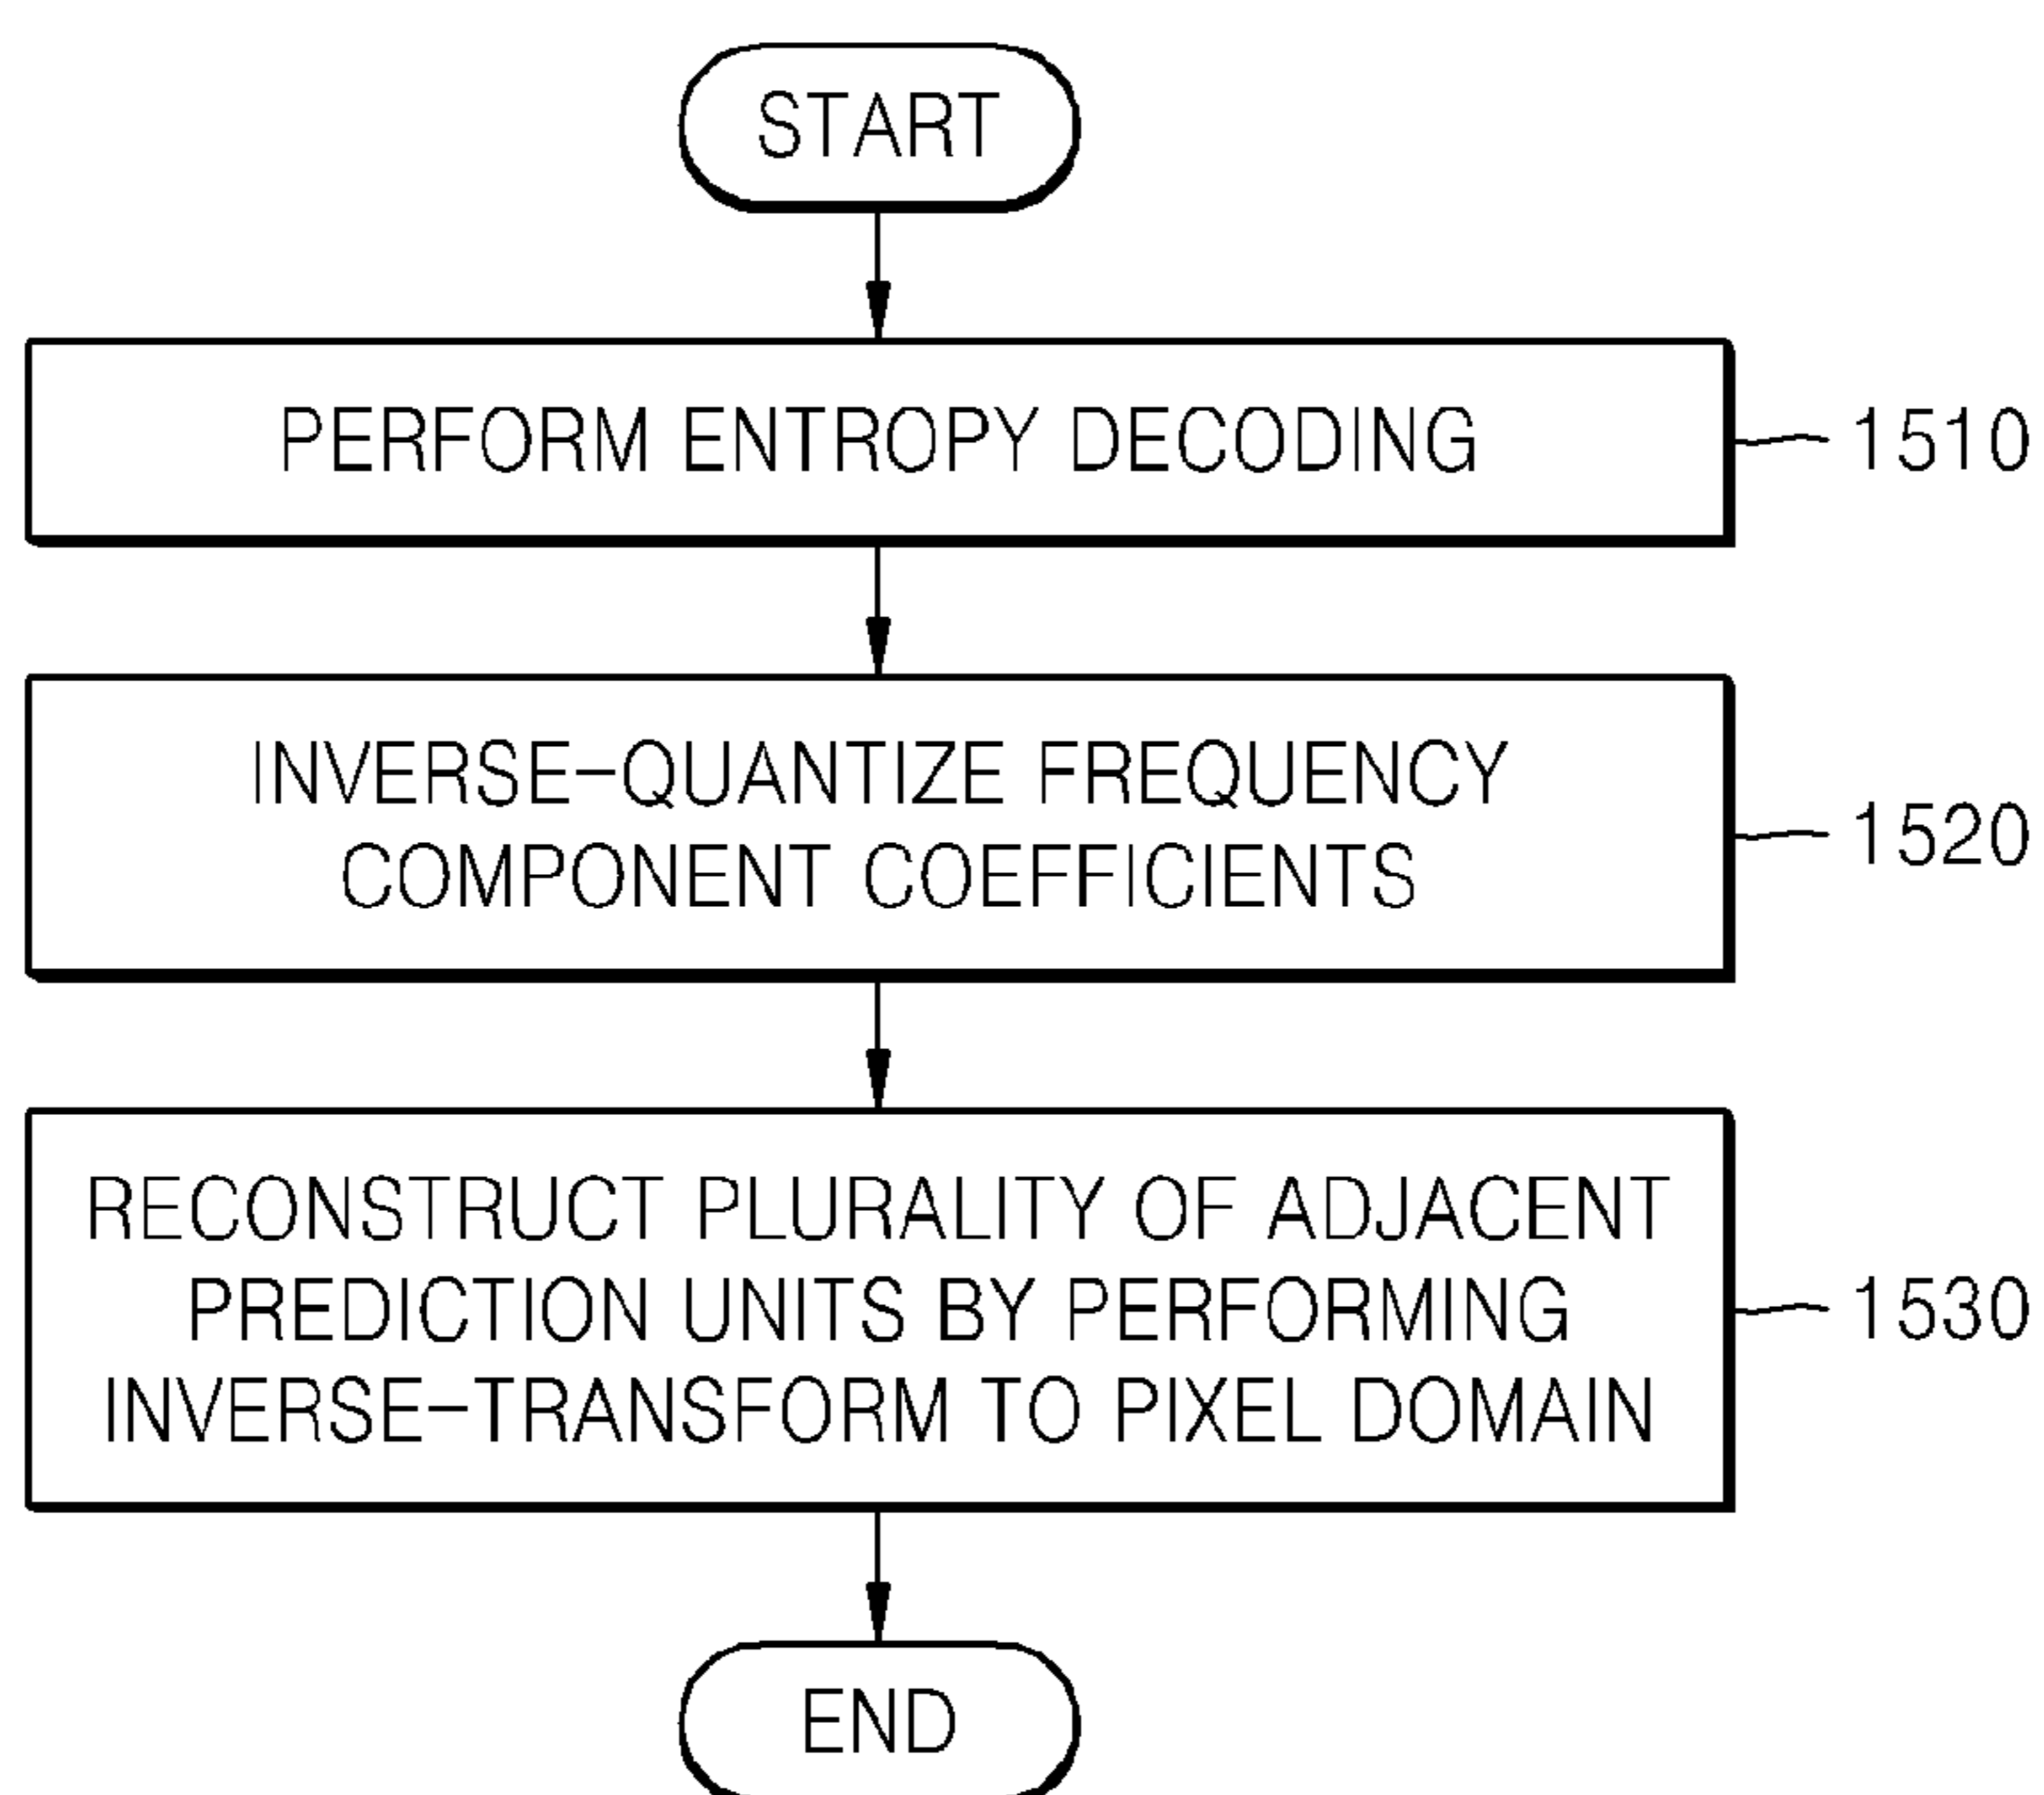 START
PERFORM ENTROPY DECODING
1510
INVERSE-QUANTIZE FREQUENCY
COMPONENT COEFFICIENTS
1520
RECONSTRUCT PLURALITY OF ADJACENT
PREDICTION UNITS BY PERFORMING
INVERSE-TRANSFORM TO PIXEL DOMAIN
1530
END